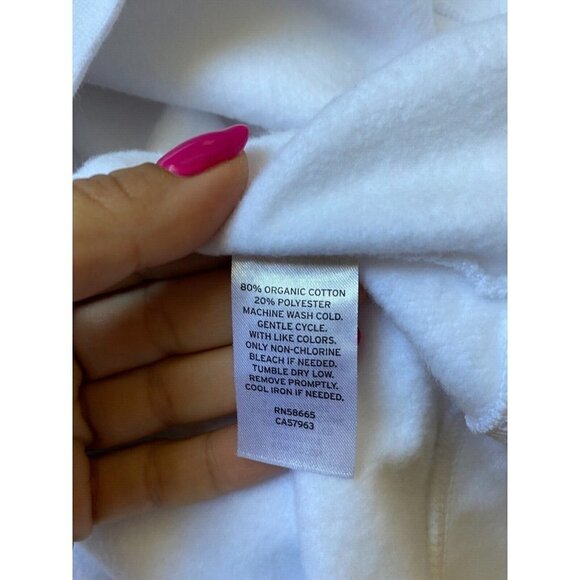 80% ORGANIC COTTON
20% POLYESTER
MACHINE WASH COLD.
GENTLE CYCLE.
WITH LIKE COLORS.
ONLY NON-CHLORINE
BLEACH IF NEEDED.
TUMBLE DRY LOW.
REMOVE PROMPTLY.
COOL IRON IF NEEDED.
RN58665
CA57963